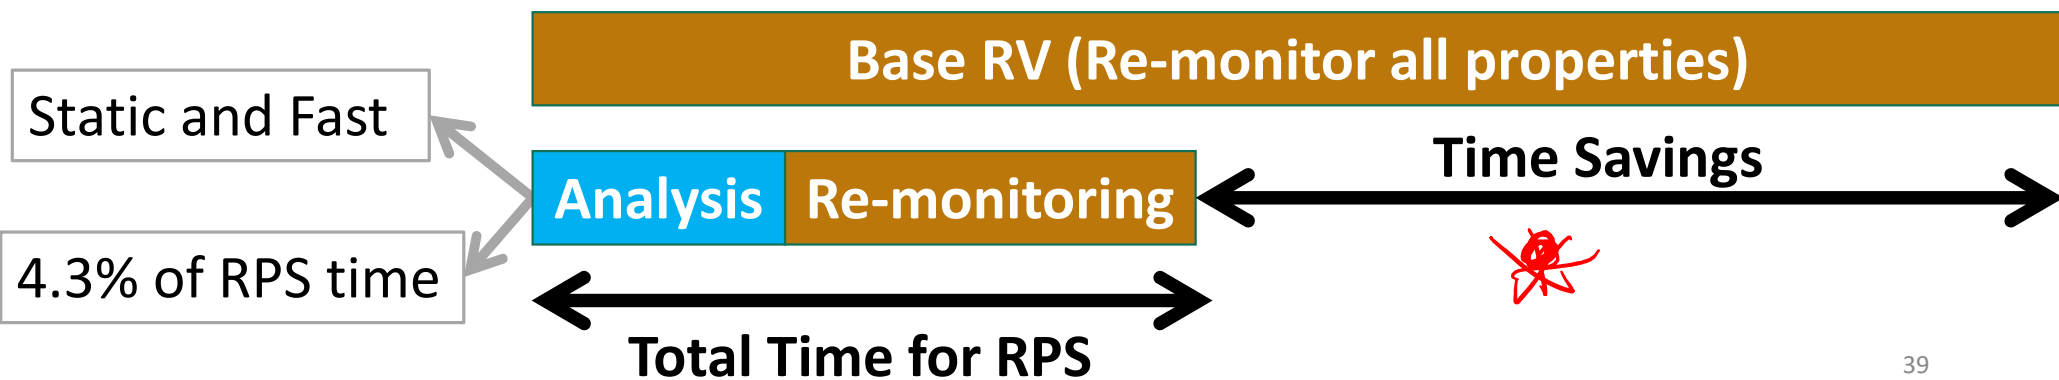 Base RV (Re-monitor all properties)
Static and Fast
Time Savings
Analysis
Re-monitoring
4.3% of RPS time
Total Time for RPS
39